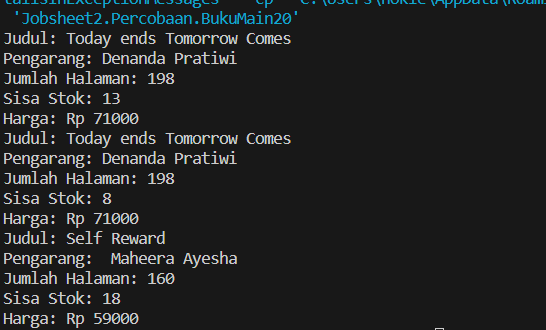 tailsInExceptionMessages' '-cp' 'C:\Users\nokie\AppData\Roam
'Jobsheet2.Percobaan.BukuMain20'
Judul: Today ends Tomorrow Comes
Pengarang: Denanda Pratiwi
Jumlah Halaman: 198
Sisa Stok: 13
Harga: Rp 71000
Judul: Today ends Tomorrow Comes
Pengarang: Denanda Pratiwi
Jumlah Halaman: 198
Sisa Stok: 8
Harga: Rp 71000
Judul: Self Reward
Pengarang:  Maheera Ayesha
Jumlah Halaman: 160
Sisa Stok: 18
Harga: Rp 59000